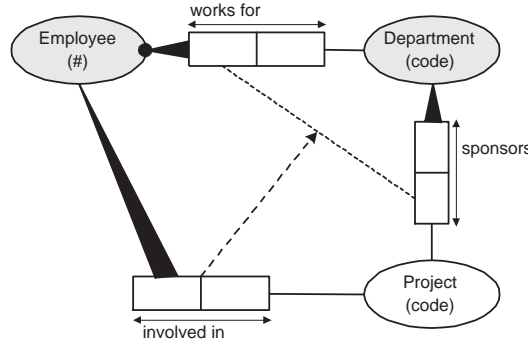 works for
Employee
(#)
Department
(code)
sponsors
Project
(code)
involved in